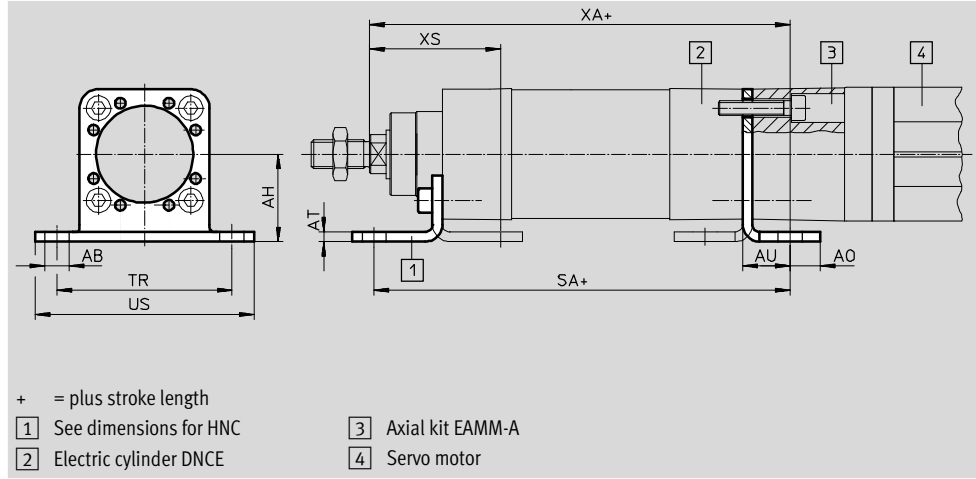 XA+
XS
2
3
4
AH
AT
AB
TR
US
1
AU
AO
SA+
+ = plus stroke length
1 See dimensions for HNC
2 Electric cylinder DNCE
3 Axial kit EAMM-A
4 Servo motor